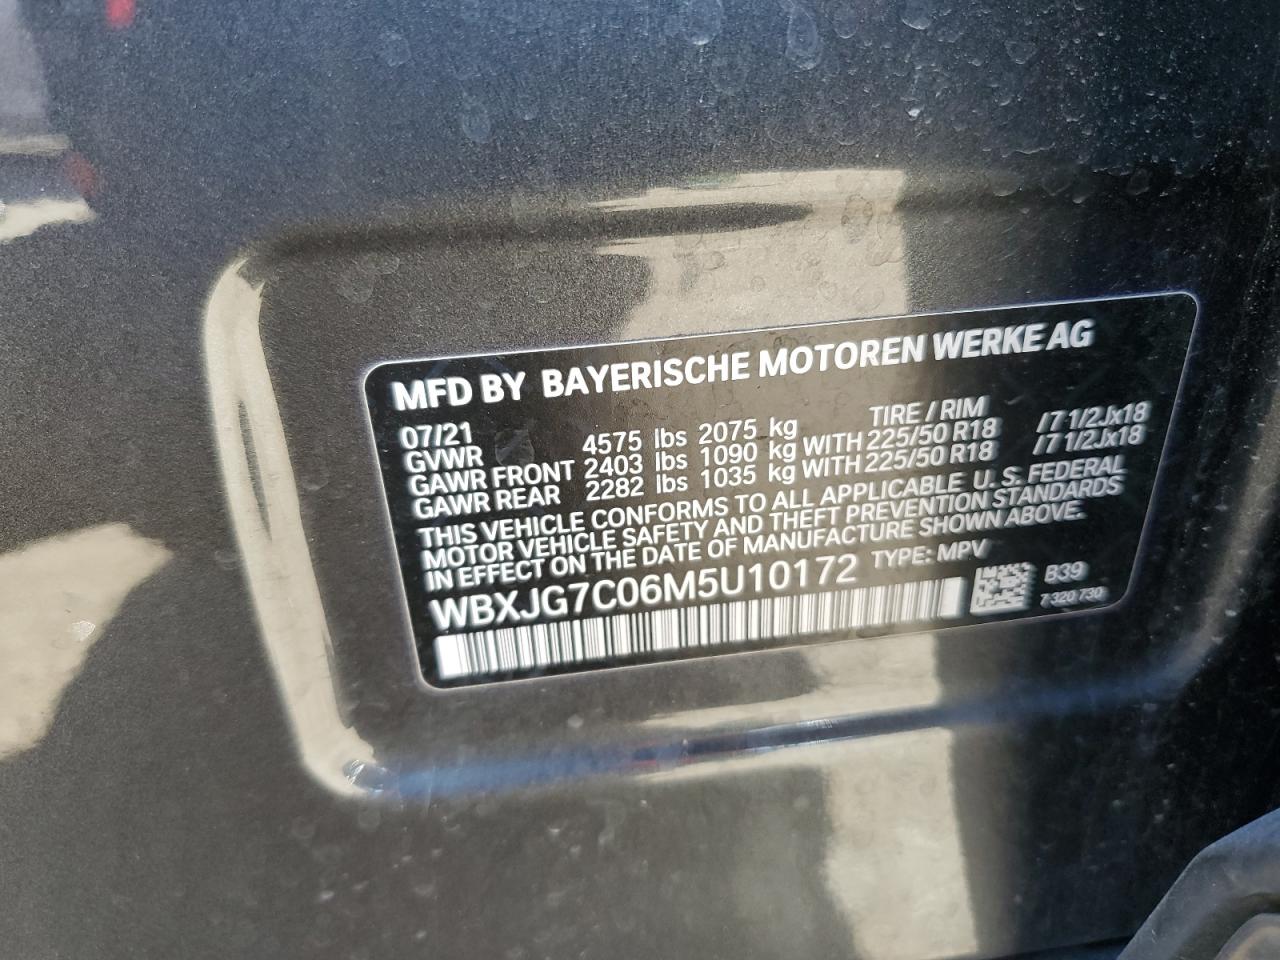 MFD BY BAYERISCHE MOTOREN WERKE AG
07/21 TIRE / RIM
GVWR 4575 lbs 2075 kg
GAWR FRONT 2403 lbs 1090 kg WITH 225/50 R18 /7 1/2Jx18
GAWR REAR 2282 lbs 1035 kg WITH 225/50 R18 /7 1/2Jx18
THIS VEHICLE CONFORMS TO ALL APPLICABLE U. S. FEDERAL
MOTOR VEHICLE SAFETY AND THEFT PREVENTION STANDARDS
IN EFFECT ON THE DATE OF MANUFACTURE SHOWN ABOVE.
WBXJG7C06M5U10172 TYPE: MPV
B39
7 320 730